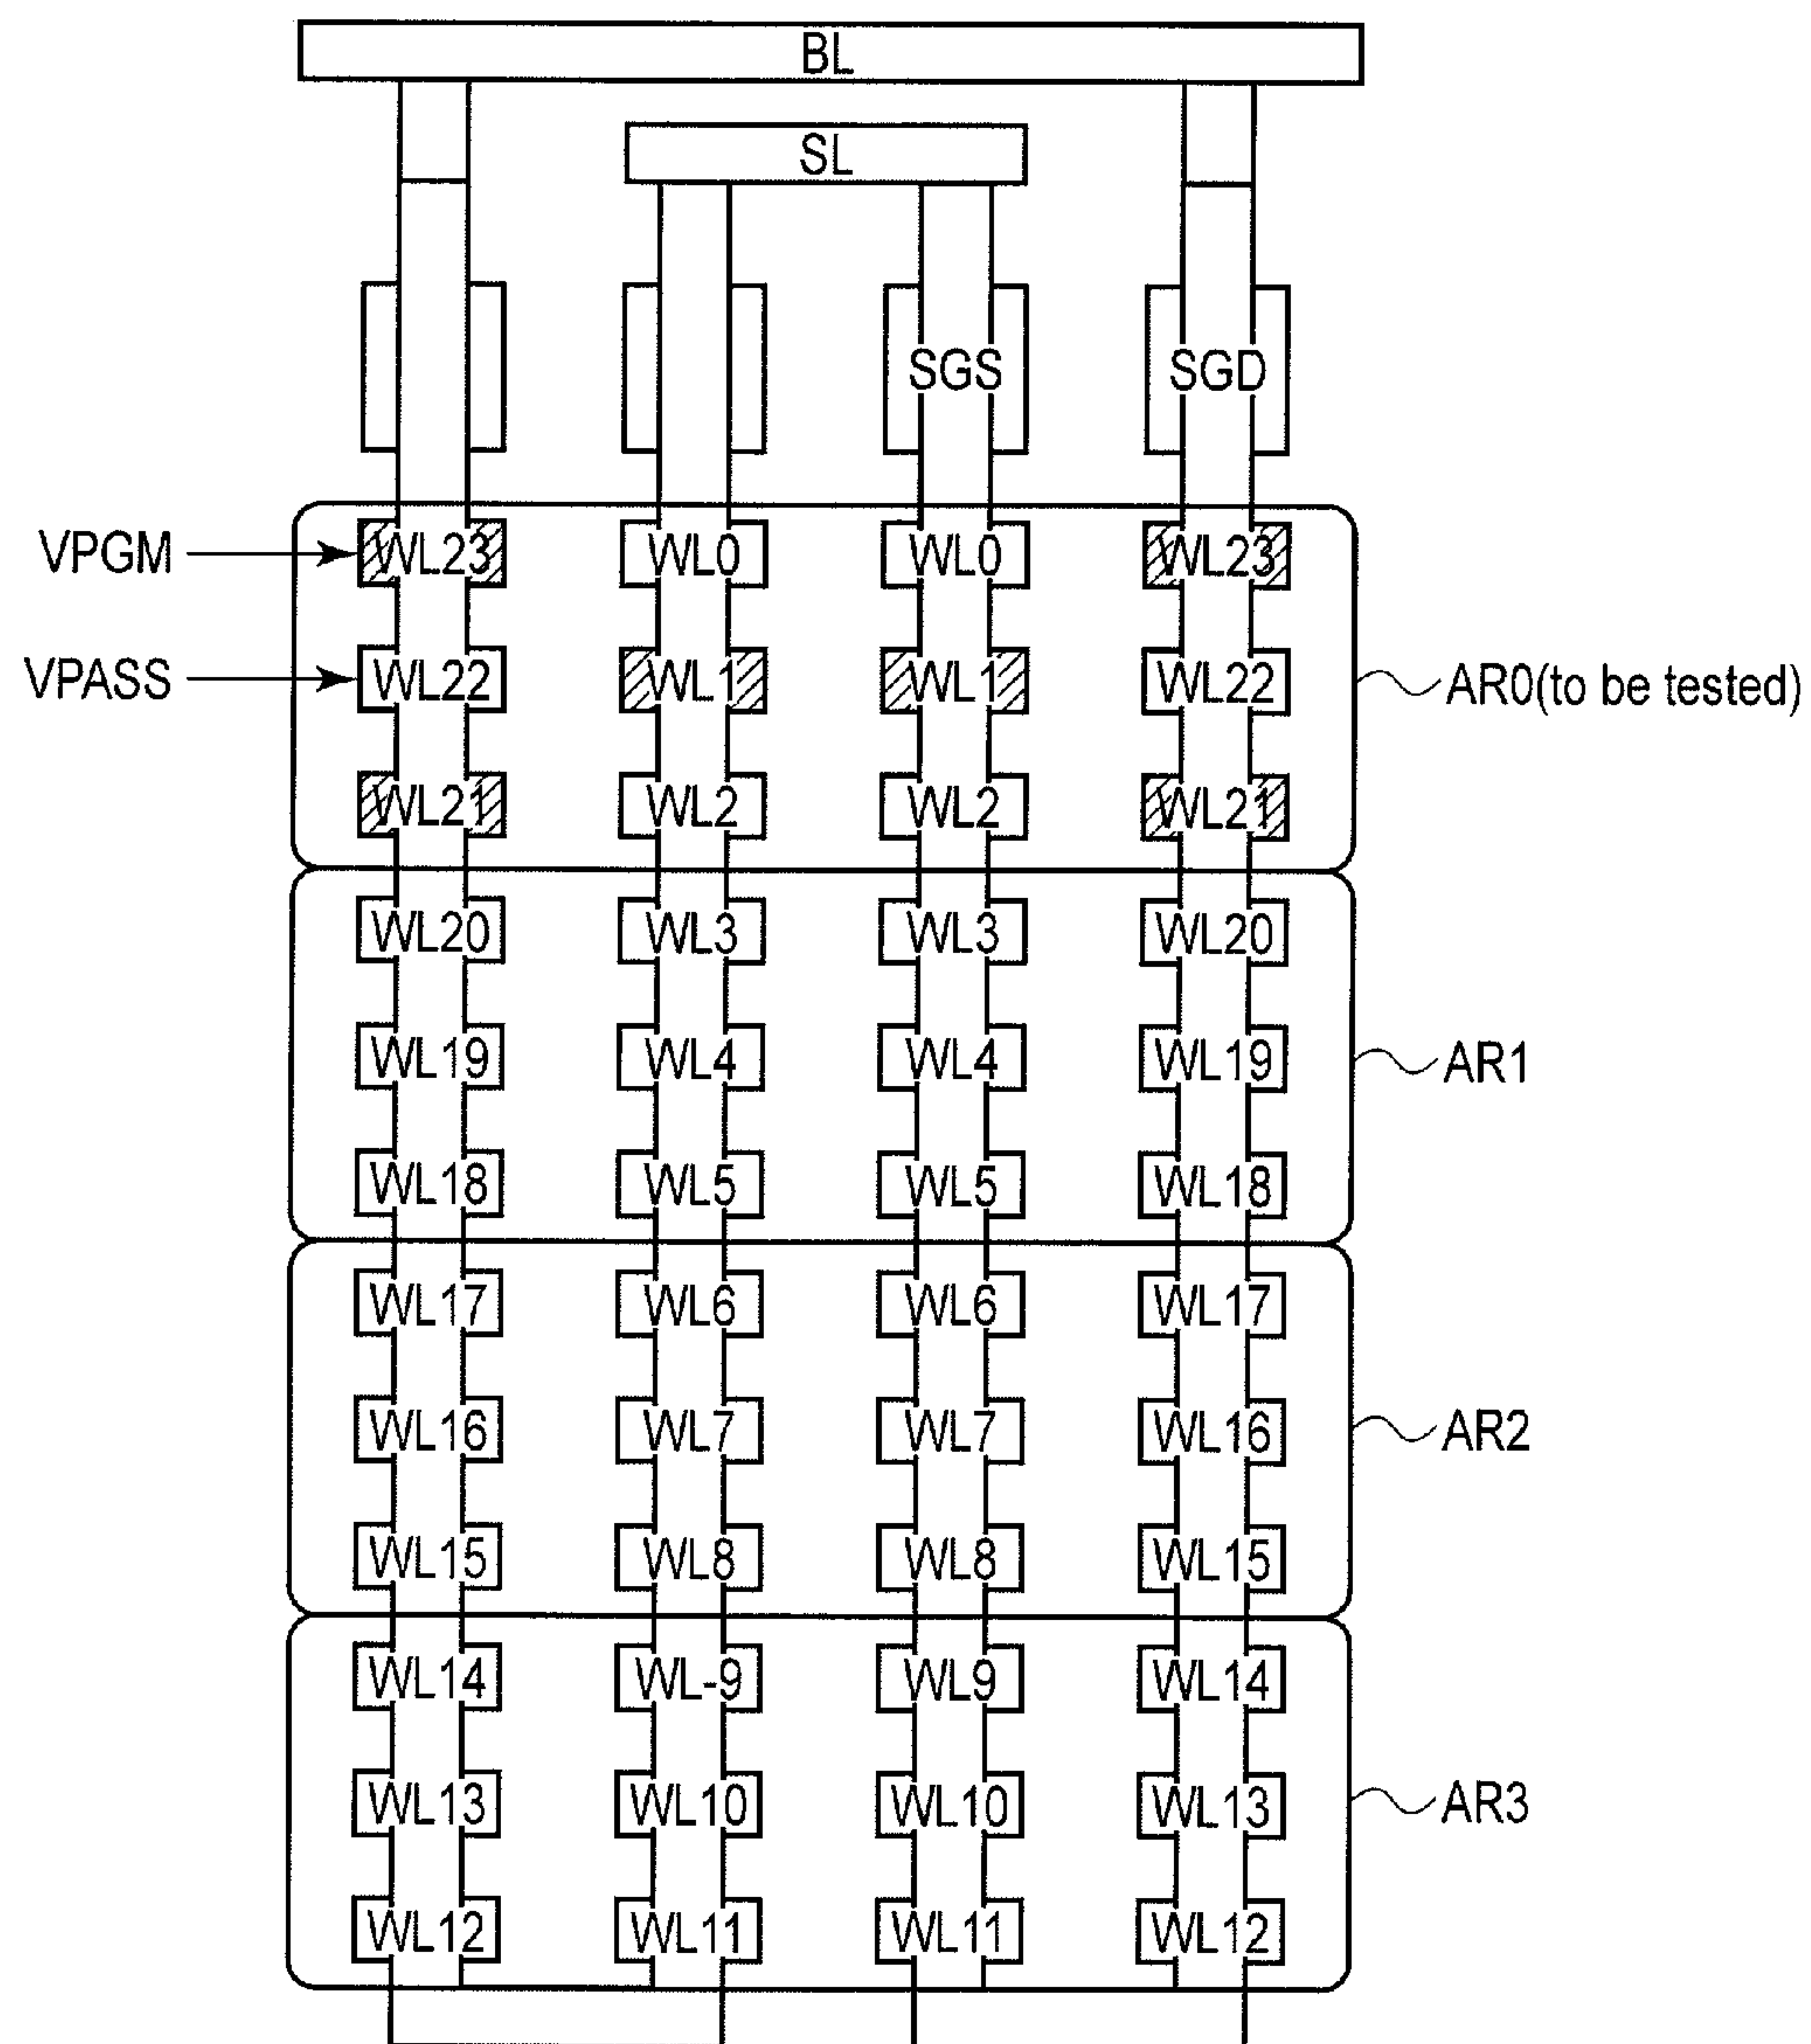 BL
SL
SGS SGD
VPGM WL23 WL0 WL0 WL23
VPASS WL22 WL1 WL1 WL22 AR0(to be tested)
WL21 WL2 WL2 WL21
WL20 WL3 WL3 WL20
WL19 WL4 WL4 WL19 AR1
WL18 WL5 WL5 WL18
WL17 WL6 WL6 WL17
WL16 WL7 WL7 WL16 AR2
WL15 WL8 WL8 WL15
WL14 WL-9 WL9 WL14
WL13 WL10 WL10 WL13 AR3
WL12 WL11 WL11 WL12